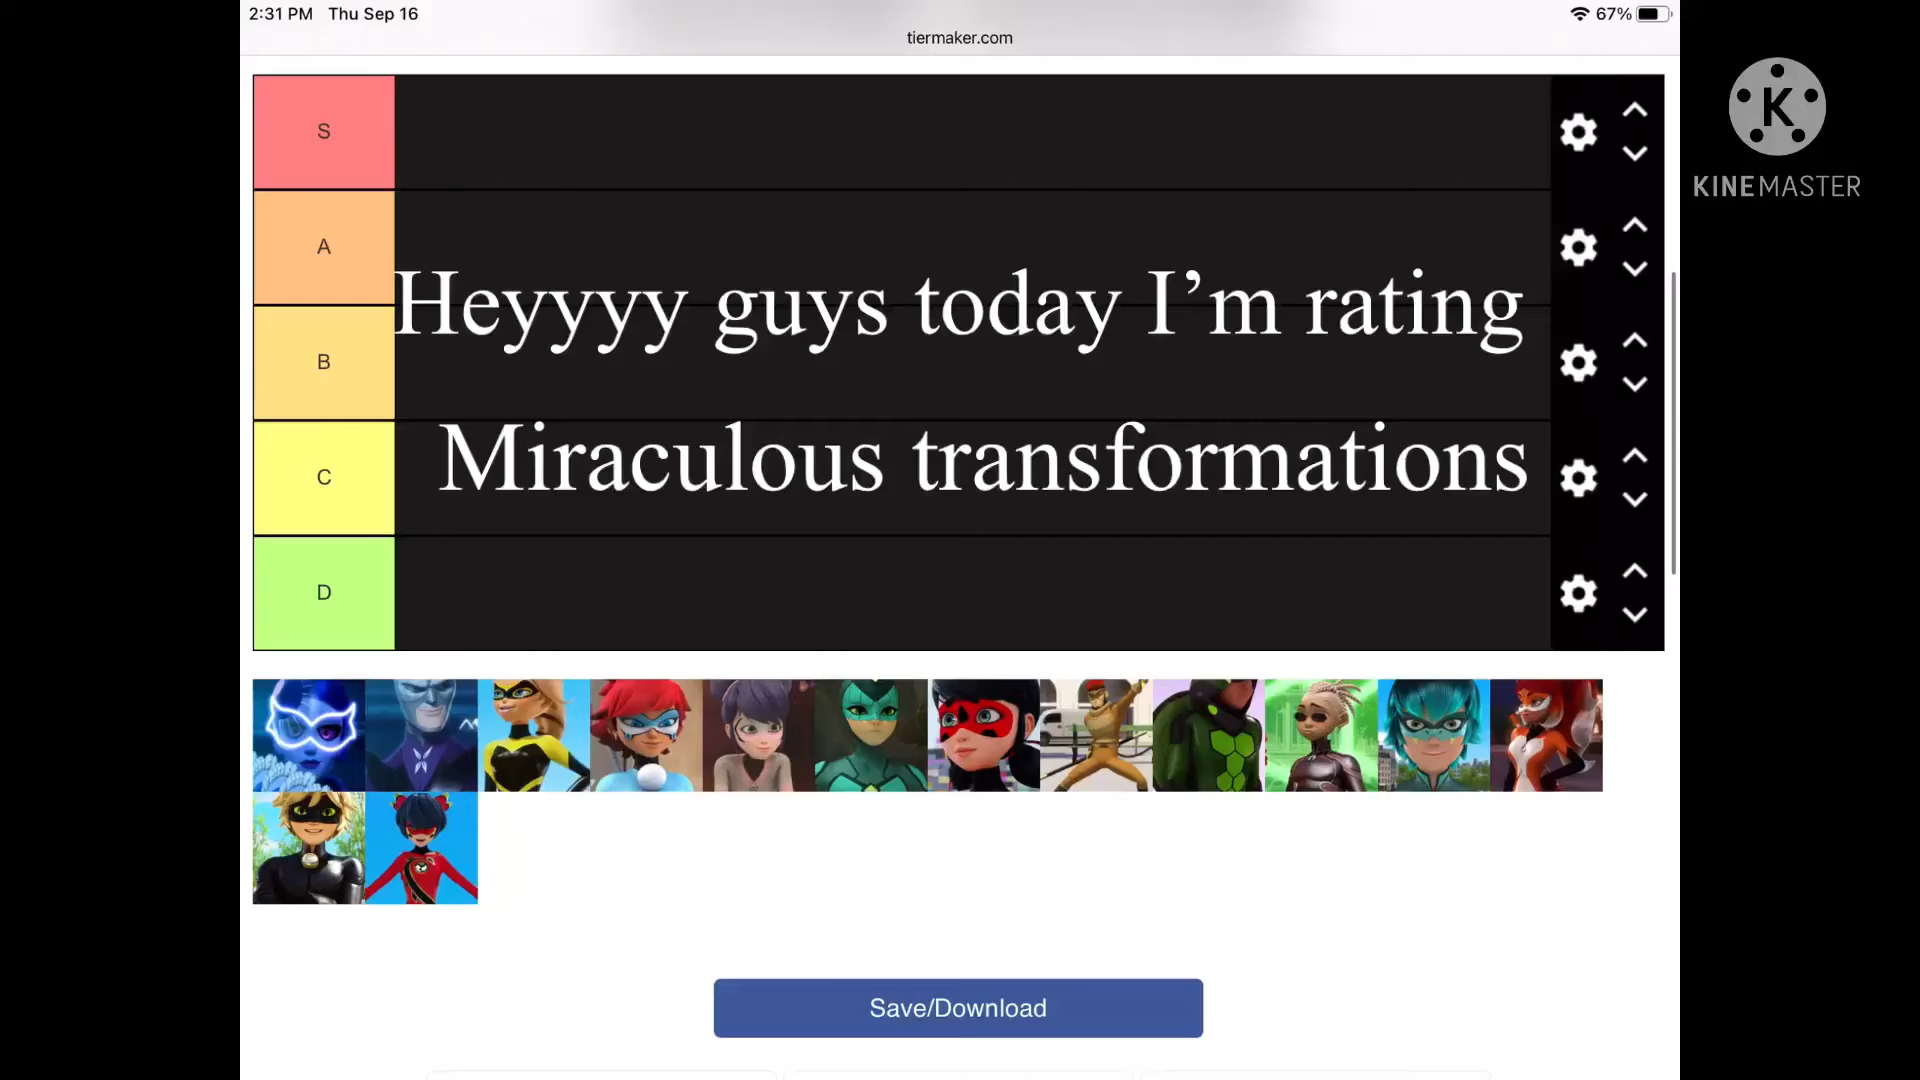 2:31 PM Thu Sep 16
67%
tiermaker.com
K
KINEMASTER
S
A
Heyyyy guys today I’m rating
B
Miraculous transformations
C
D
Save/Download